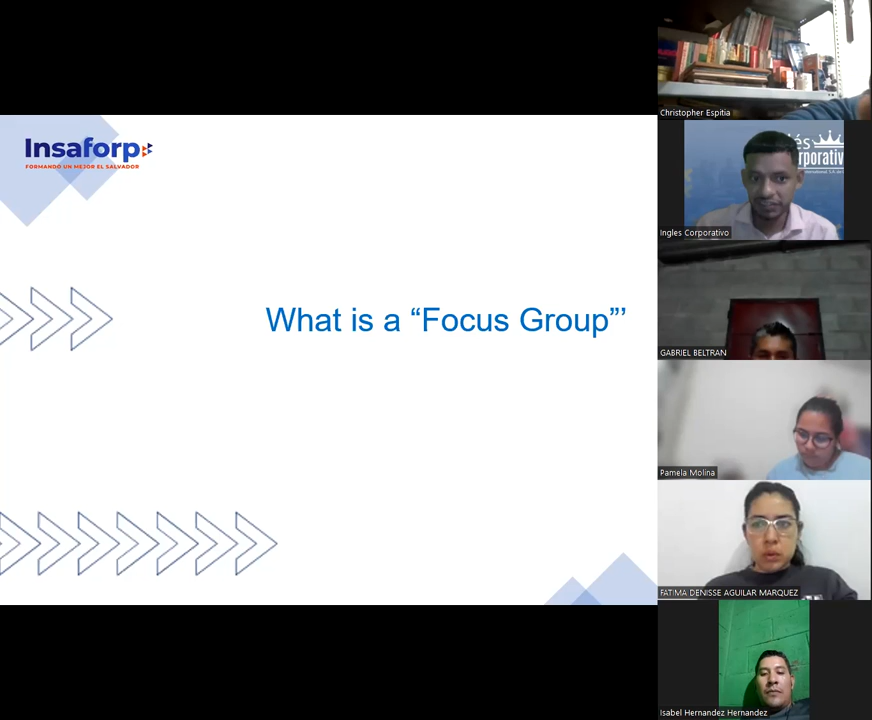 Insaforp
FORMANDO UN MEJOR EL SALVADOR
What is a “Focus Group”’
Christopher Espitia
Ingles Corporativo
GABRIEL BELTRAN
Pamela Molina
FATIMA DENISSE AGUILAR MARQUEZ
Isabel Hernandez Hernandez